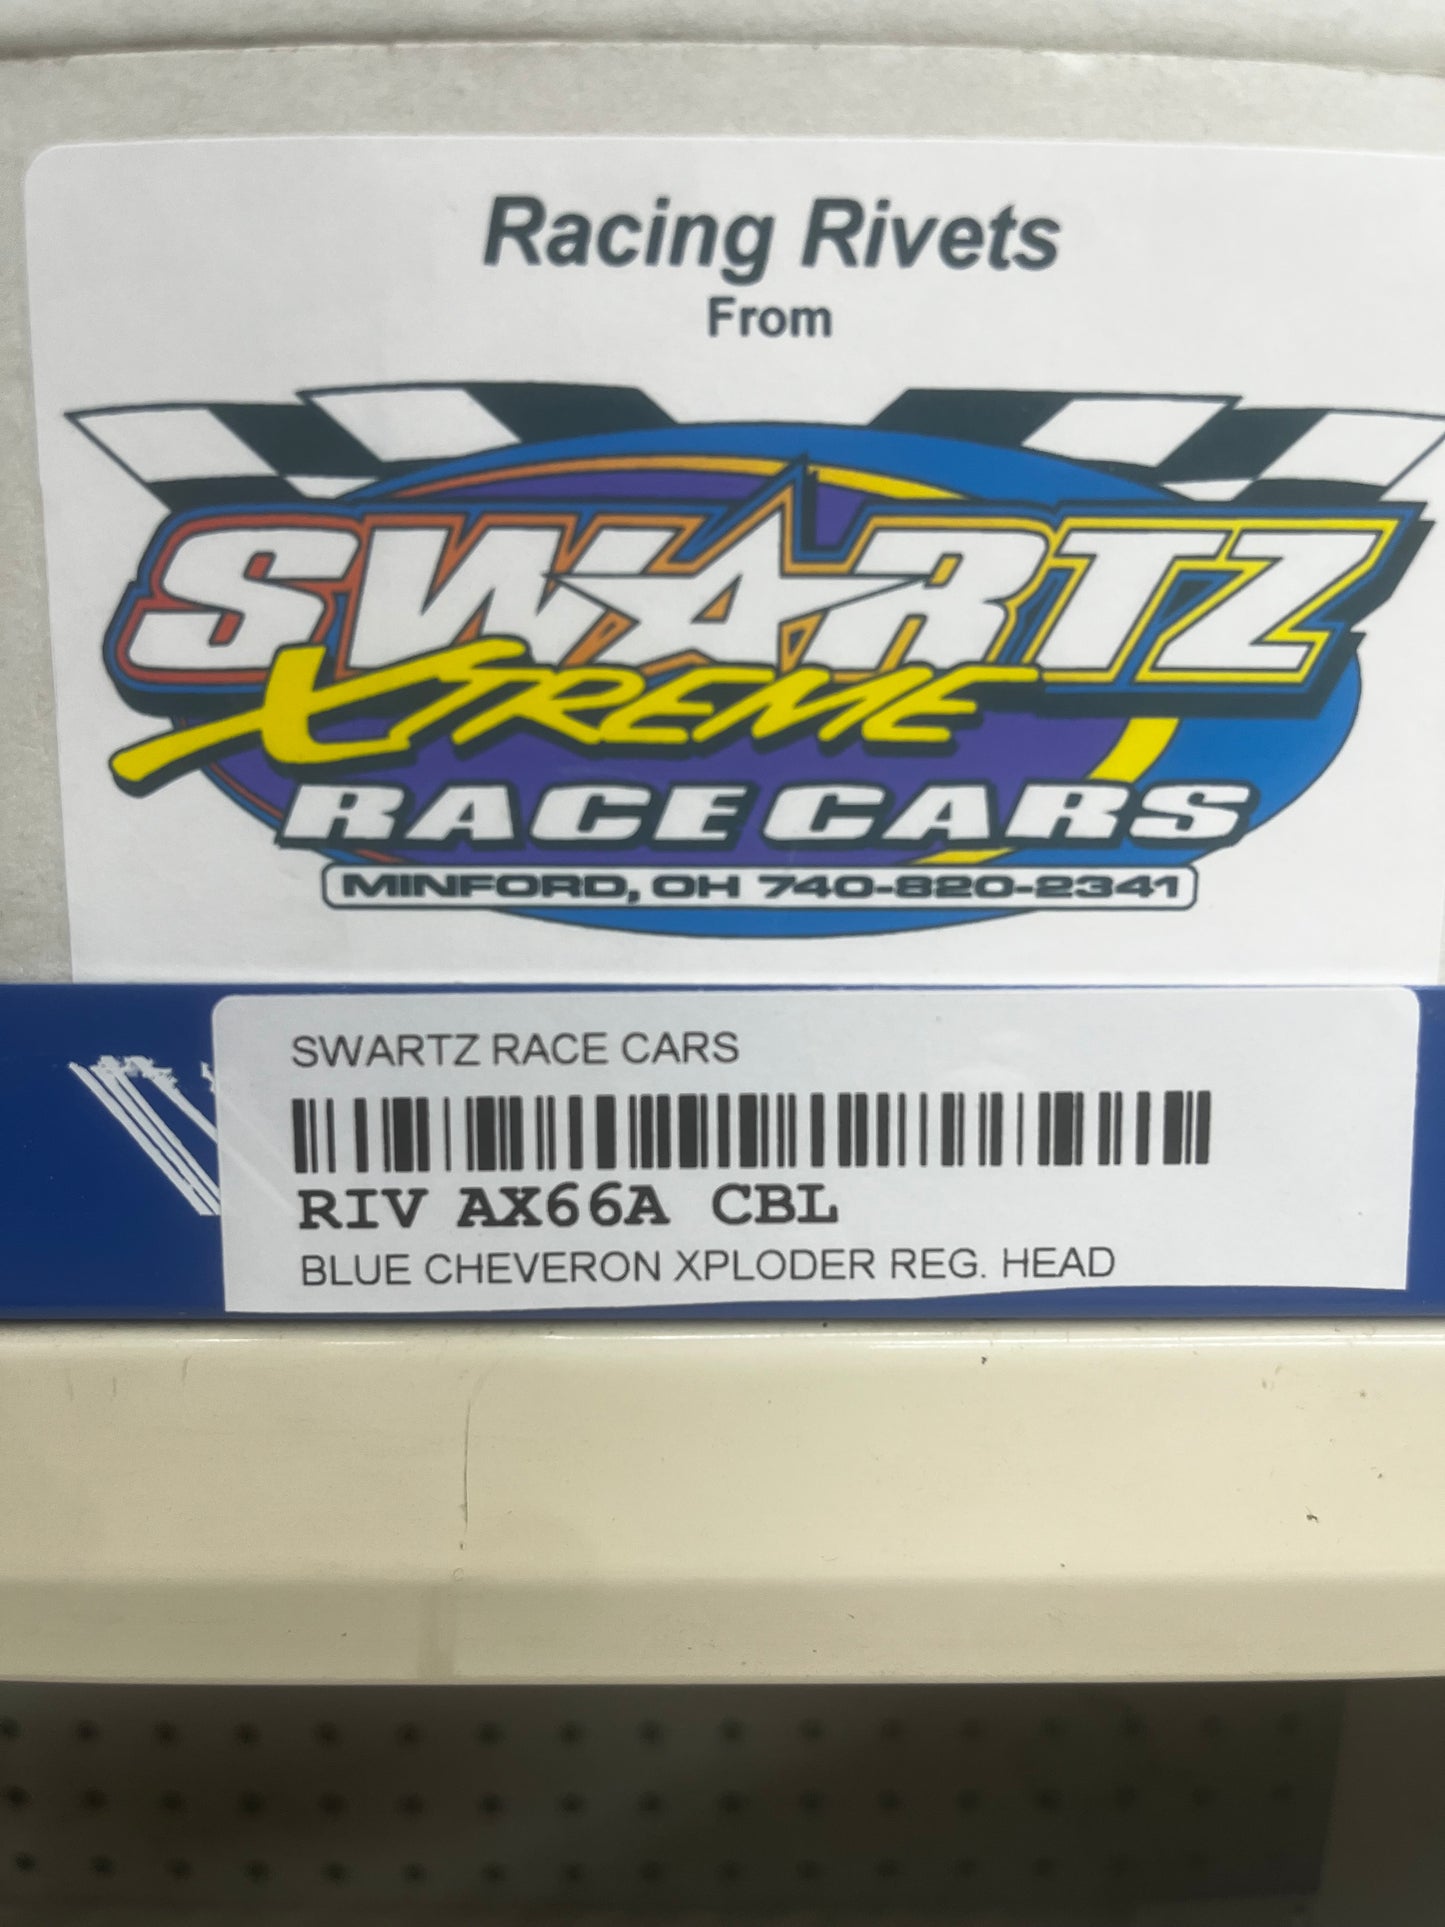 Racing Rivets
From
SWARTZ
XTREME
RACE CARS
MINFORD, OH 740-820-2341
SWARTZ RACE CARS
RIV AX66A CBL
BLUE CHEVERON XPLODER REG. HEAD